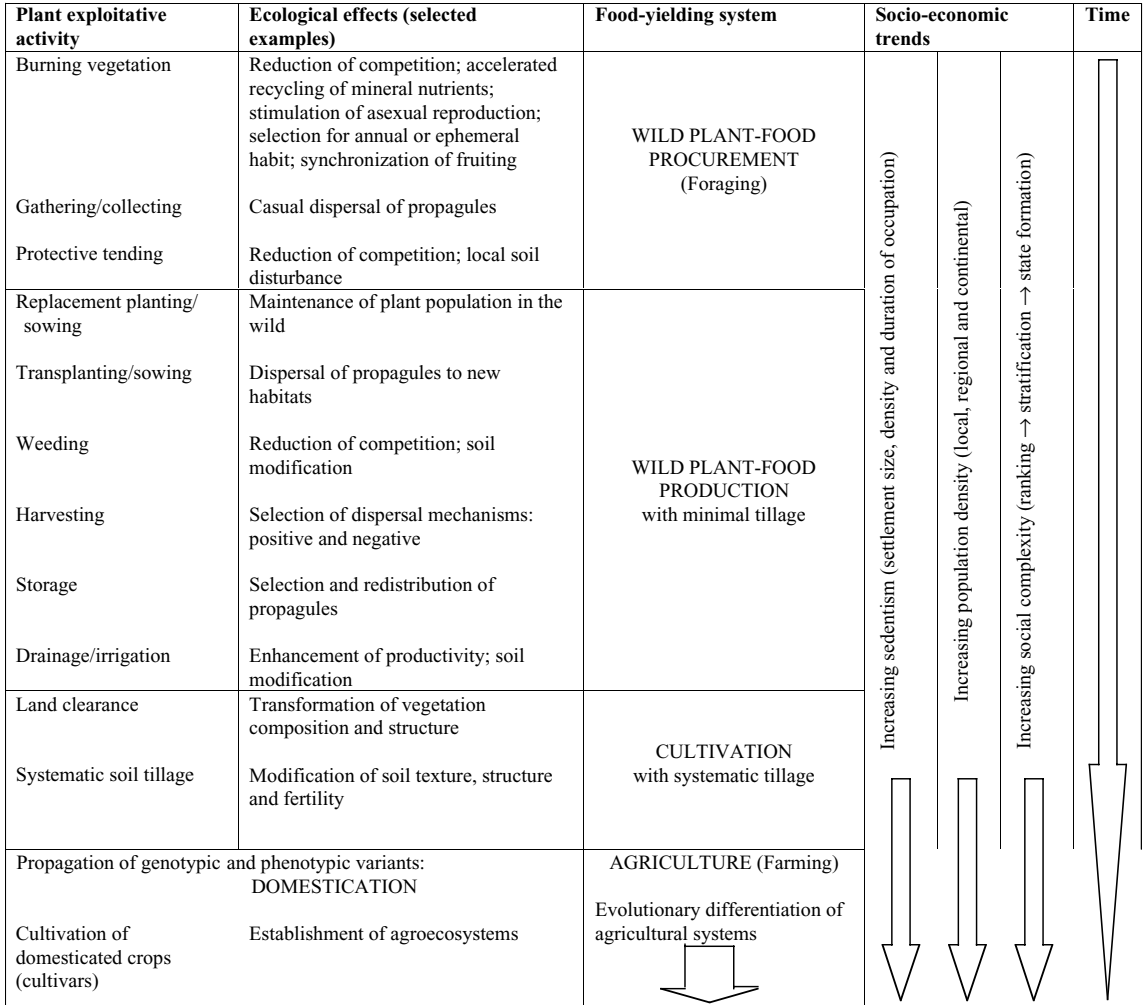 Plant exploitative
activity
Ecological effects (selected
examples)
Food-yielding system
Socio-economic
trends
Time
Burning vegetation
Reduction of competition; accelerated
recycling of mineral nutrients;
stimulation of asexual reproduction;
selection for annual or ephemeral
habit; synchronization of fruiting
Gathering/collecting
Casual dispersal of propagules
Protective tending
Reduction of competition; local soil
disturbance
WILD PLANT-FOOD
PROCUREMENT
(Foraging)
Replacement planting/
sowing
Maintenance of plant population in the
wild
Transplanting/sowing
Dispersal of propagules to new
habitats
Weeding
Reduction of competition; soil
modification
Harvesting
Selection of dispersal mechanisms:
positive and negative
Storage
Selection and redistribution of
propagules
Drainage/irrigation
Enhancement of productivity; soil
modification
WILD PLANT-FOOD
PRODUCTION
with minimal tillage
Land clearance
Transformation of vegetation
composition and structure
Systematic soil tillage
Modification of soil texture, structure
and fertility
CULTIVATION
with systematic tillage
Propagation of genotypic and phenotypic variants:
DOMESTICATION
Cultivation of
domesticated crops
(cultivars)
Establishment of agroecosystems
AGRICULTURE (Farming)
Evolutionary differentiation of
agricultural systems
Increasing sedentism (settlement size, density and duration of occupation)
Increasing population density (local, regional and continental)
Increasing social complexity (ranking → stratification → state formation)